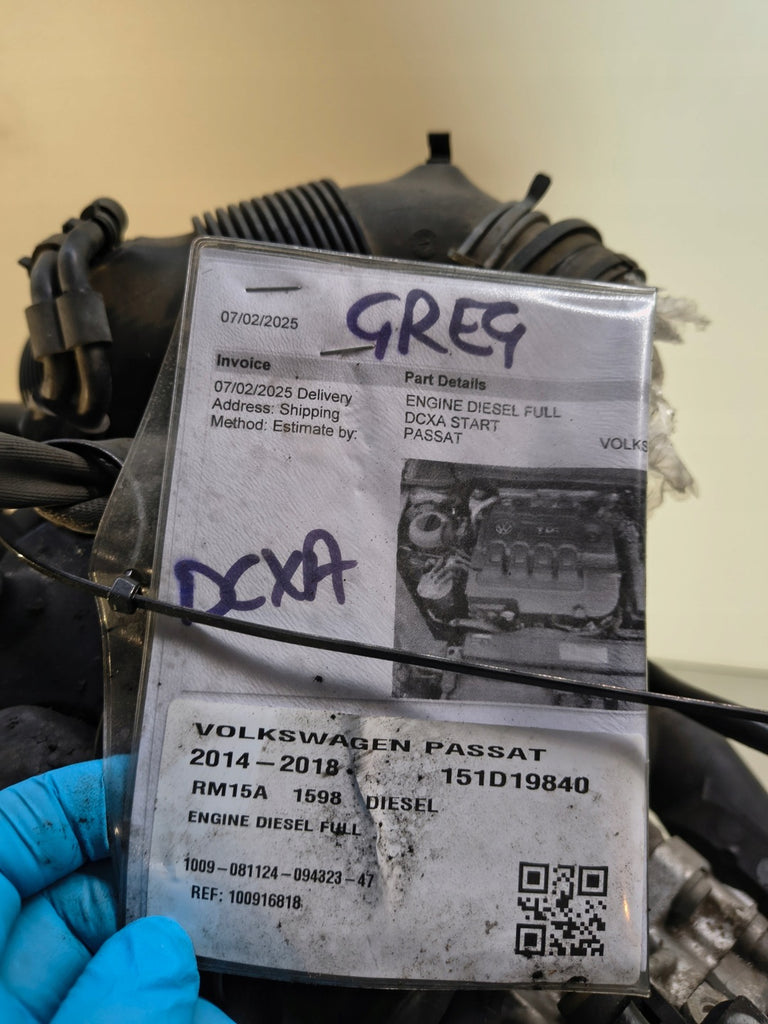 07/02/2025
GREG
Invoice
07/02/2025 Delivery
Address: Shipping
Method: Estimate by:
Part Details
ENGINE DIESEL FULL
DCXA START
PASSAT
VOLKS
TDI
DCXA
VOLKSWAGEN PASSAT
2014-2018 151D19840
RM15A 1598 DIESEL
ENGINE DIESEL FULL
1009-081124-094323-47
REF: 100916818